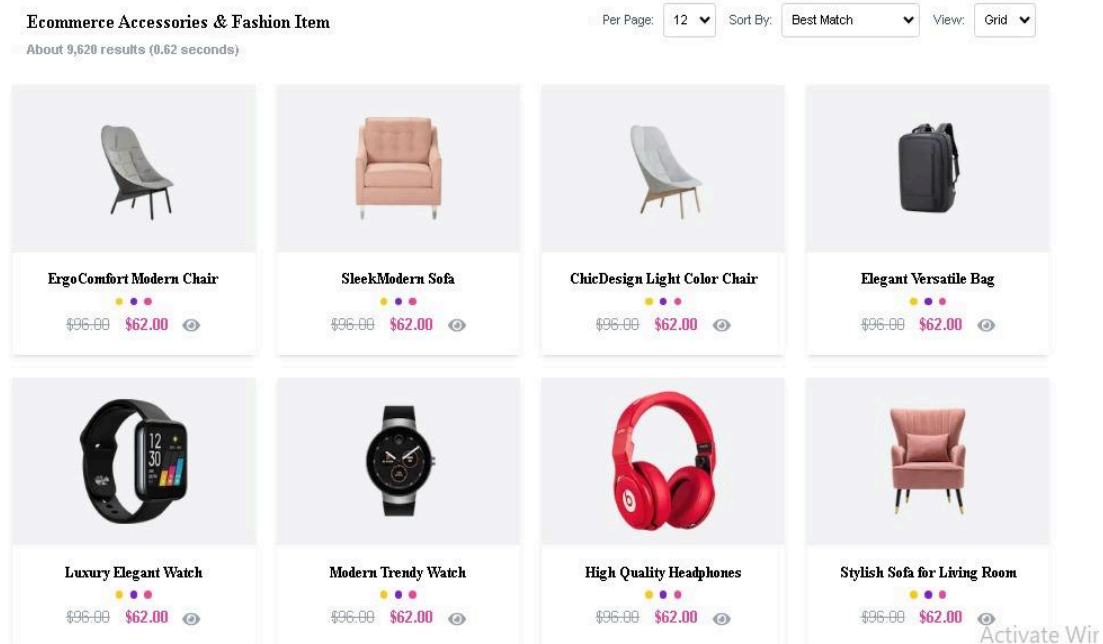 Ecommerce Accessories & Fashion Item
Per Page: 12 Sort By: Best Match View: Grid
About 9,620 results (0.62 seconds)
ErgoComfort Modern Chair
$96.00 $62.00
SleekModern Sofa
$96.00 $62.00
ChicDesign Light Color Chair
$96.00 $62.00
Elegant Versatile Bag
$96.00 $62.00
12
30
Luxury Elegant Watch
$96.00 $62.00
Modern Trendy Watch
$96.00 $62.00
b
High Quality Headphones
$96.00 $62.00
Stylish Sofa for Living Room
$96.00 $62.00
Activate Wir